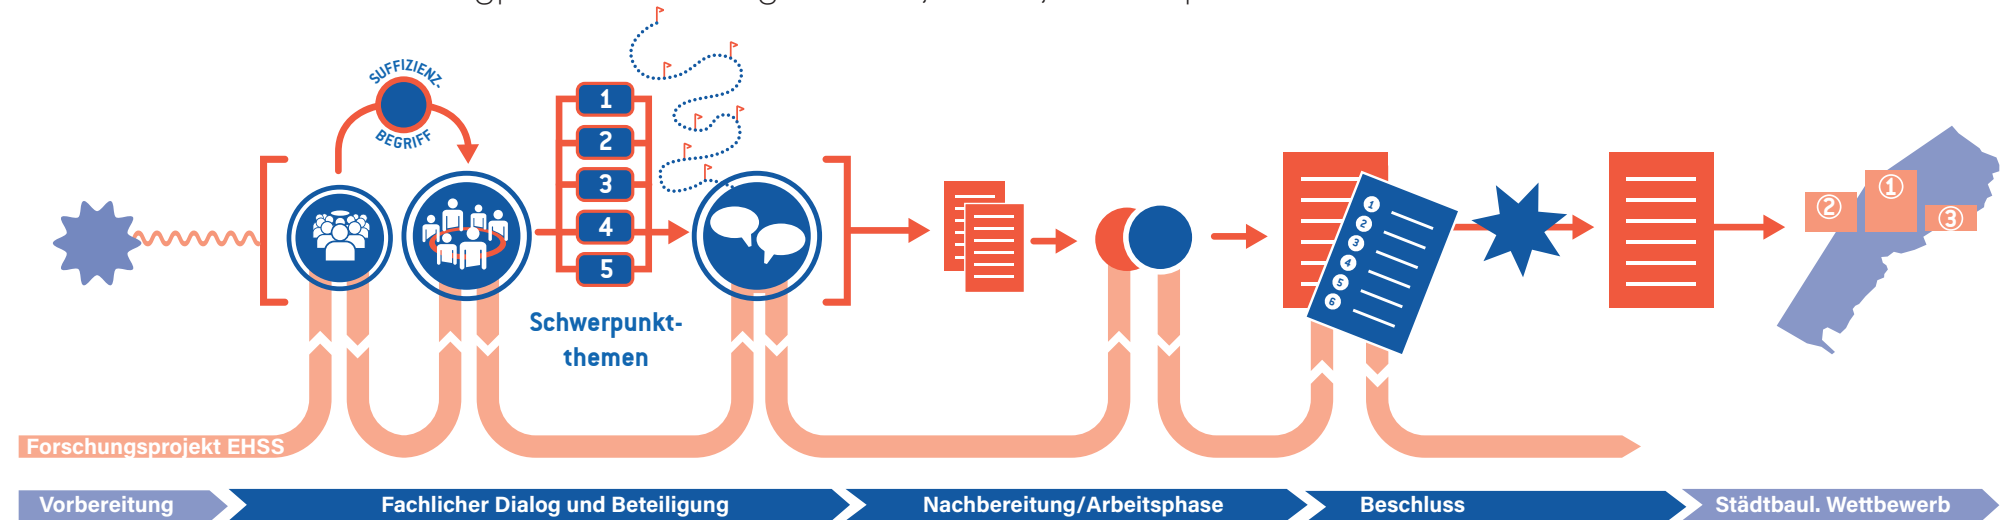 SUFFIZIENZ-
BEGRIFF
1
2
3
4
5
Schwerpunkt-
themen
1
2
3
4
5
6
①
②
③
Forschungsprojekt EHSS
Vorbereitung
Fachlicher Dialog und Beteiligung
Nachbereitung/Arbeitsphase
Beschluss
Städtbaul. Wettbewerb